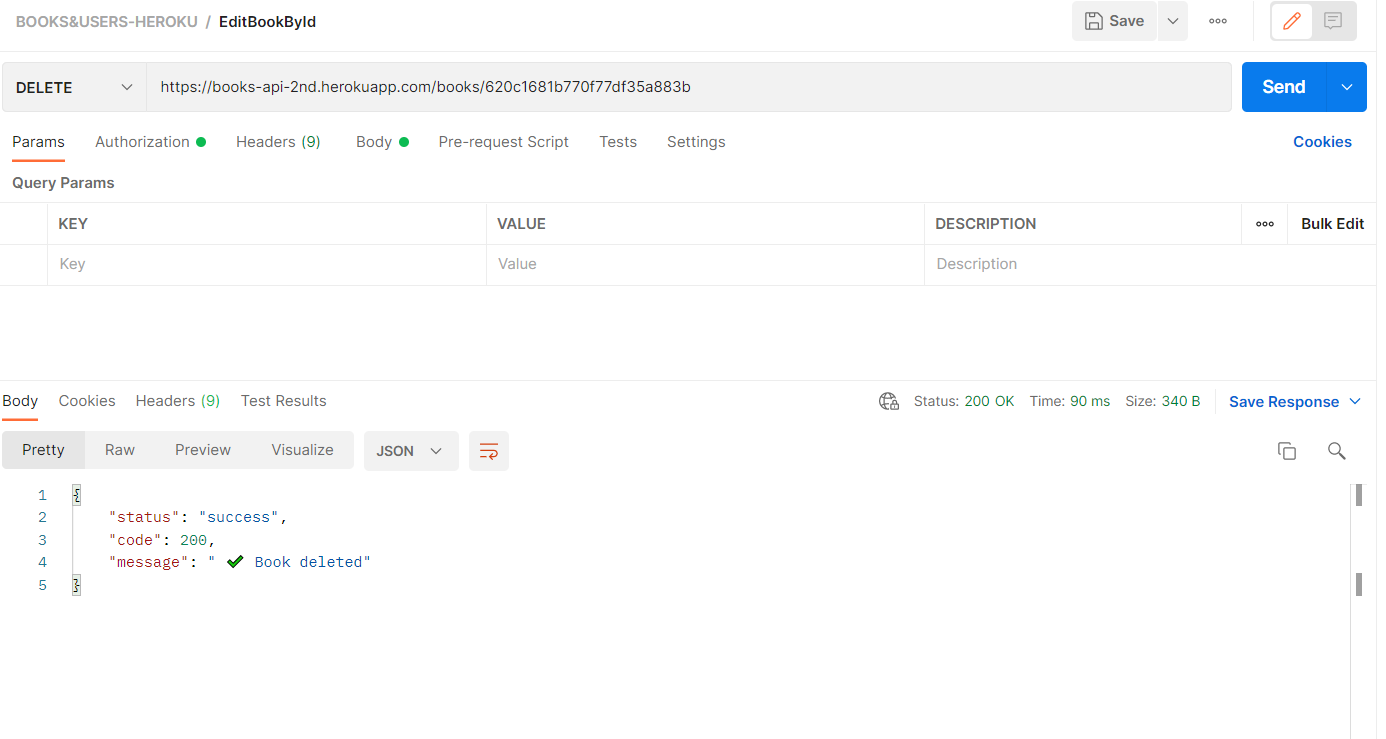 BOOKS&USERS-HEROKU / EditBookById
Save
DELETE
https://books-api-2nd.herokuapp.com/books/620c1681b770f77df35a883b
Send
Params Authorization Headers (9) Body Pre-request Script Tests Settings Cookies
Query Params
KEY VALUE DESCRIPTION Bulk Edit
Key Value Description
Body Cookies Headers (9) Test Results Status: 200 OK Time: 90 ms Size: 340 B Save Response
Pretty Raw Preview Visualize JSON
1 {
2 "status": "success",
3 "code": 200,
4 "message": " ✔ Book deleted"
5 }